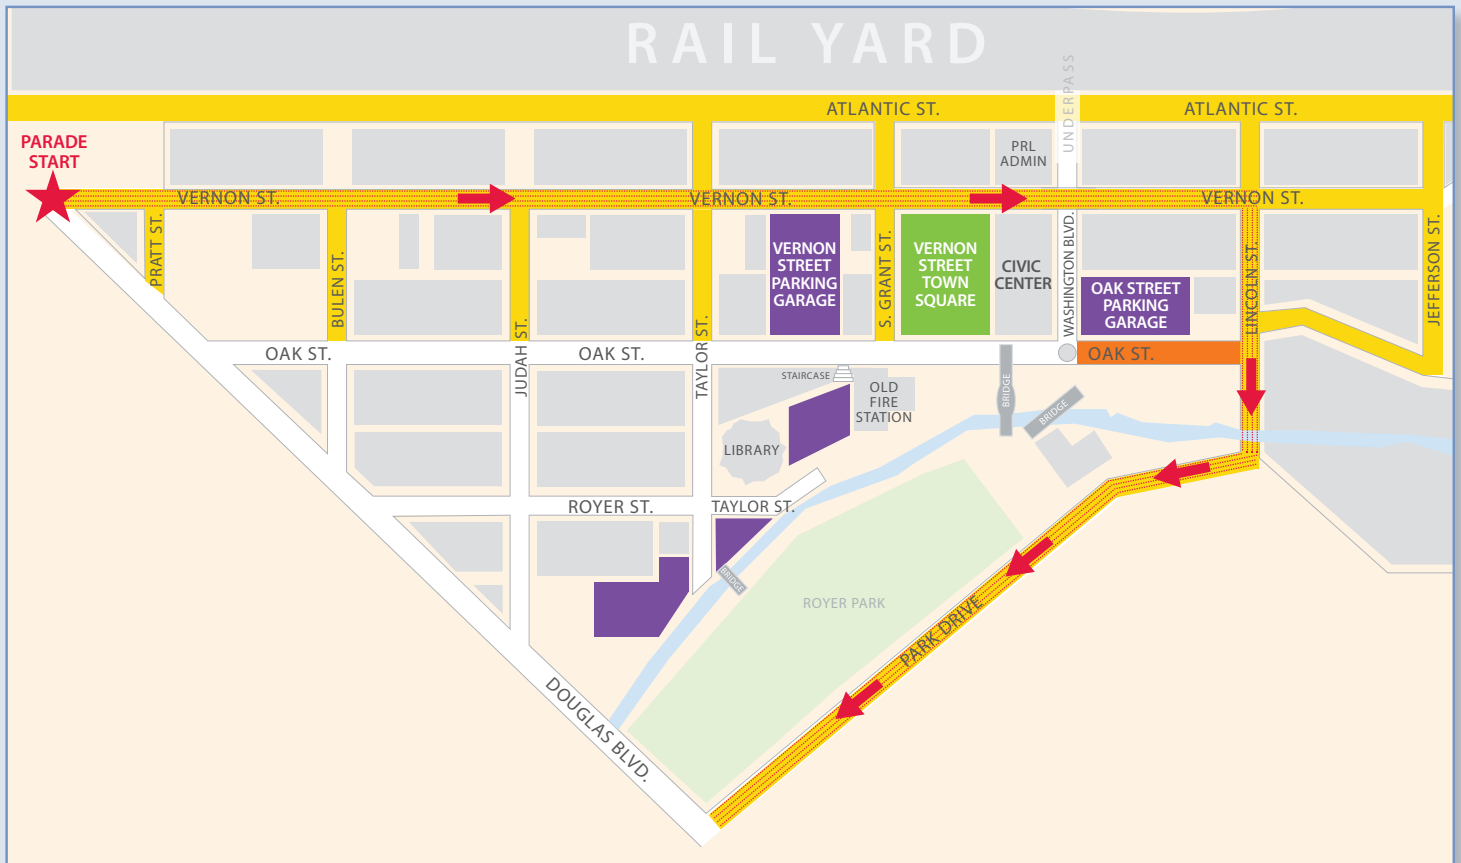 RAIL YARD
UNDERPASS
ATLANTIC ST.
ATLANTIC ST.
PARADE
START
PRL
ADMIN
VERNON ST.
VERNON ST.
VERNON ST.
PRATT ST.
BULEN ST.
JUDAH ST.
TAYLOR ST.
VERNON
STREET
PARKING
GARAGE
S. GRANT ST.
VERNON
STREET
TOWN
SQUARE
CIVIC
CENTER
WASHINGTON BLVD.
OAK STREET
PARKING
GARAGE
LINCOLN ST.
JEFFERSON ST.
OAK ST.
OAK ST.
OAK ST.
STAIRCASE
OLD
FIRE
STATION
BRIDGE
BRIDGE
LIBRARY
ROYER ST.
TAYLOR ST.
BRIDGE
ROYER PARK
PARK DRIVE
DOUGLAS BLVD.